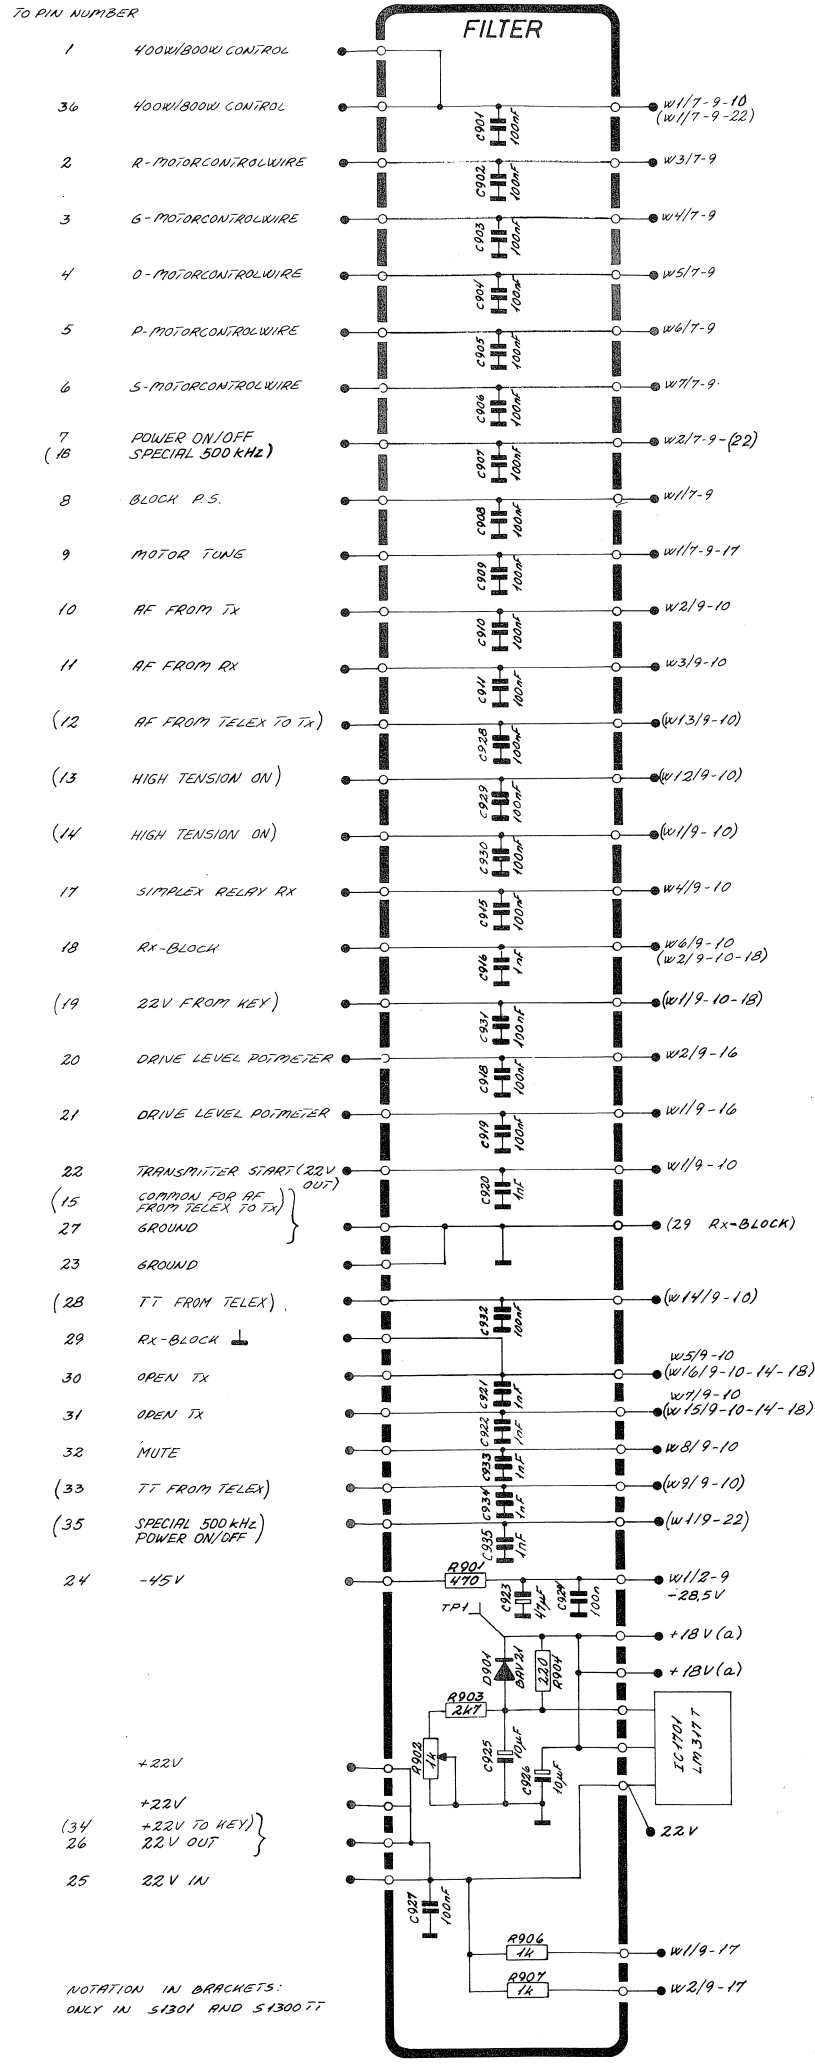 TO PIN NUMBER
FILTER
1 400W/800W CONTROL
36 400W/800W CONTROL C901 100nF W1/7-9-10
(W1/7-9-22)
2 R-MOTORCONTROLWIRE C902 100nF W3/7-9
3 G-MOTORCONTROLWIRE C903 100nF W4/7-9
4 O-MOTORCONTROLWIRE C904 100nF W5/7-9
5 P-MOTORCONTROLWIRE C905 100nF W6/7-9
6 S-MOTORCONTROLWIRE C906 100nF W7/7-9
7 POWER ON/OFF C907 100nF W2/7-9-(22)
(16 SPECIAL 500 KHz)
8 BLOCK P.S. C908 100nF W1/7-9
9 MOTOR TUNE C909 100nF W1/7-9-17
10 AF FROM TX C910 100nF W2/9-10
11 AF FROM RX C911 100nF W3/9-10
(12 AF FROM TELEX TO TX) C928 100nF (W13/9-10)
(13 HIGH TENSION ON) C929 100nF (W12/9-10)
(14 HIGH TENSION ON) C930 100nF (W1/9-10)
17 SIMPLEX RELAY RX C915 100nF W4/9-10
18 RX-BLOCK C916 1nF W6/9-10
(W2/9-10-18)
(19 22V FROM KEY) C931 100nF (W1/9-10-18)
20 DRIVE LEVEL POTMETER C918 100nF W2/9-16
21 DRIVE LEVEL POTMETER C919 100nF W1/9-16
22 TRANSMITTER START (22V C920 1nF W1/9-10
OUT)
(15 COMMON FOR AF
FROM TELEX TO TX)
27 GROUND (29 RX-BLOCK)
23 GROUND
(28 TT FROM TELEX) C932 100nF (W14/9-10)
29 RX-BLOCK
W5/9-10
30 OPEN TX C921 1nF (W16/9-10-14-18)
W7/9-10
31 OPEN TX C922 1nF (W15/9-10-14-18)
32 MUTE C933 1nF W8/9-10
(33 TT FROM TELEX) C934 1nF (W9/9-10)
(35 SPECIAL 500 KHz) C935 1nF (W1/9-22)
POWER ON/OFF
24 -45V R901 470 C923 47µF C924 100n W1/2-9
-28,5V
TP1
+18V(a)
D901 BAV21 220 R904
+18V(a)
R903
2k7
R902 1k C925 10µF C926 10µF IC1701 LM317T
+22V
+22V
(34 +22V TO KEY)
26 22V OUT
22V
25 22V IN
C927 100nF
R906
1k W1/9-17
R907
1k W2/9-17
NOTATION IN BRACKETS:
ONLY IN S1301 AND S1300TT